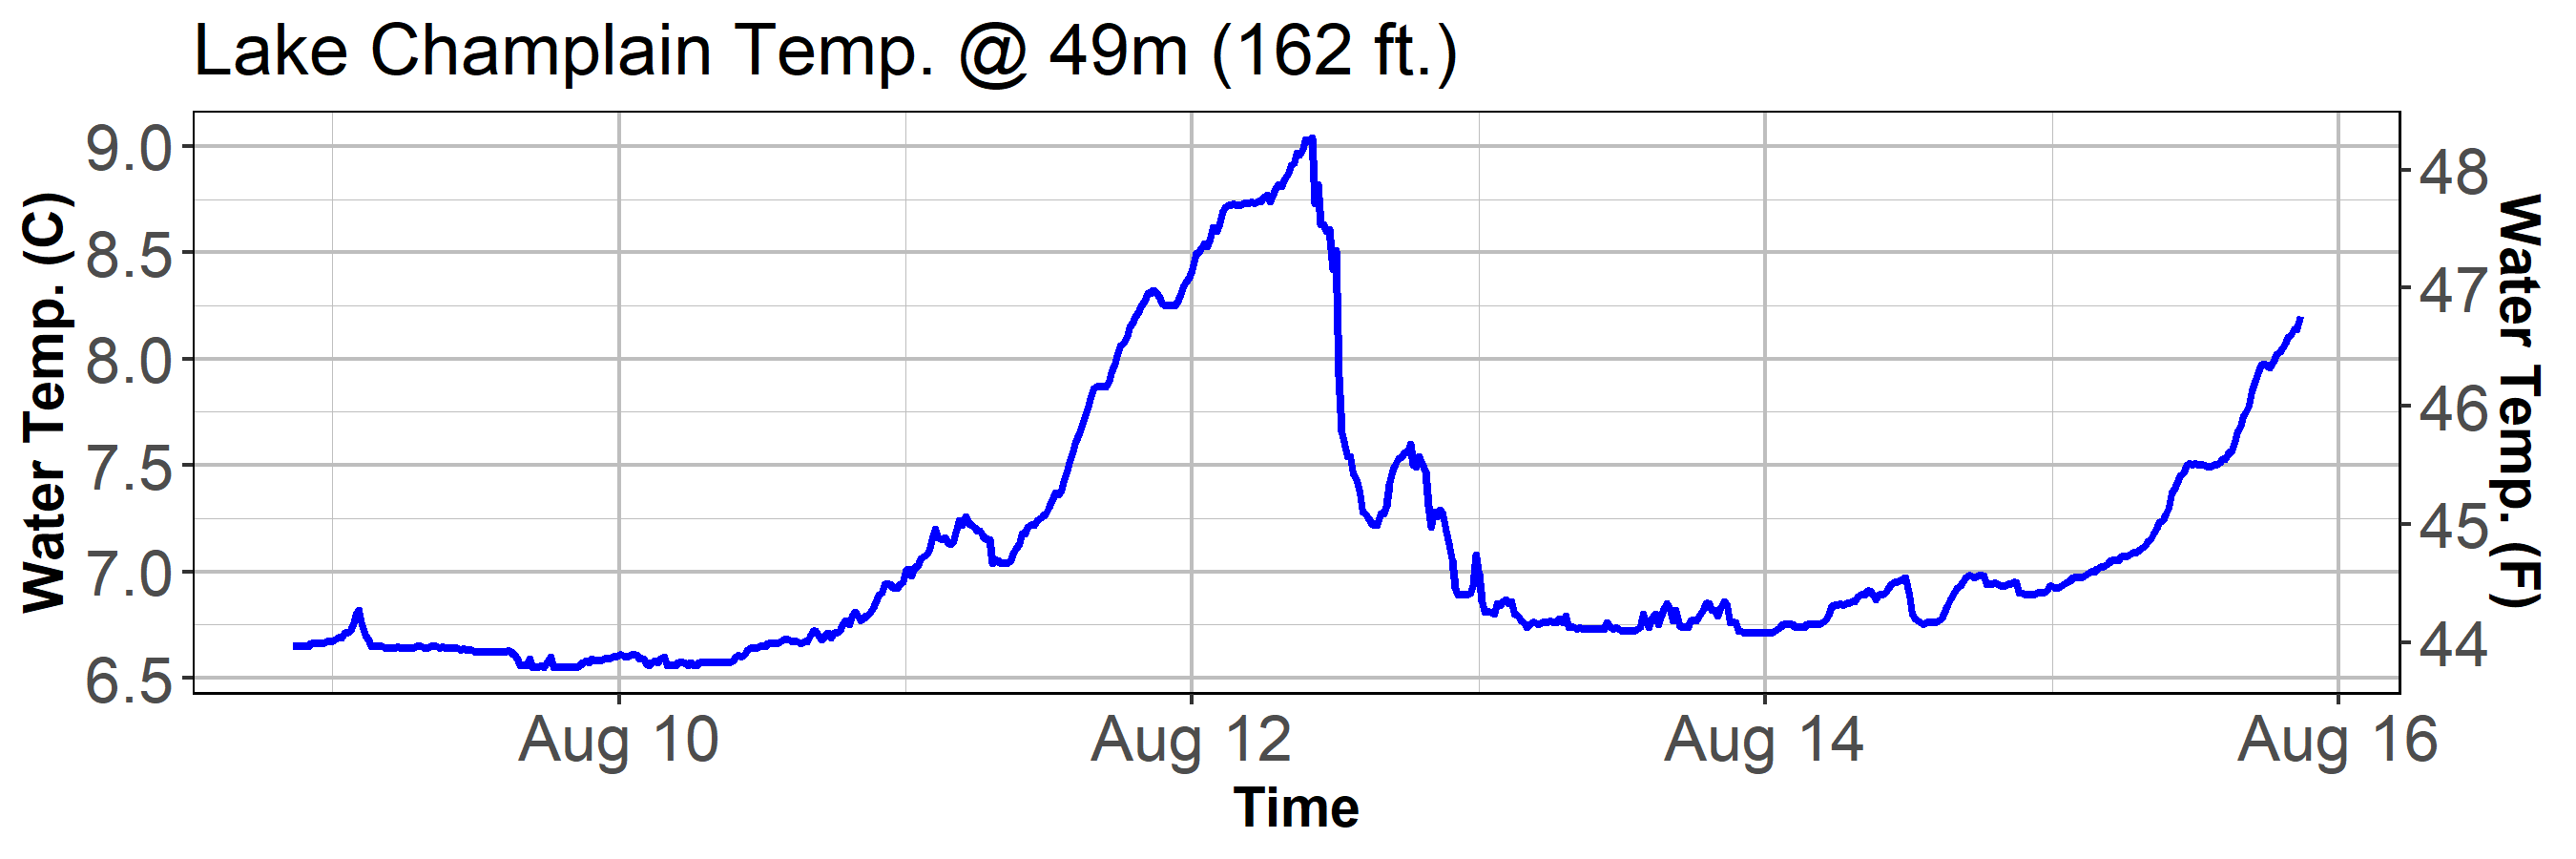 Lake Champlain Temp. @ 49m (162 ft.)
Water Temp. (C)
9.0
8.5
8.0
7.5
7.0
6.5
48
47
46
45
44
Water Temp. (F)
Aug 10
Aug 12
Aug 14
Aug 16
Time